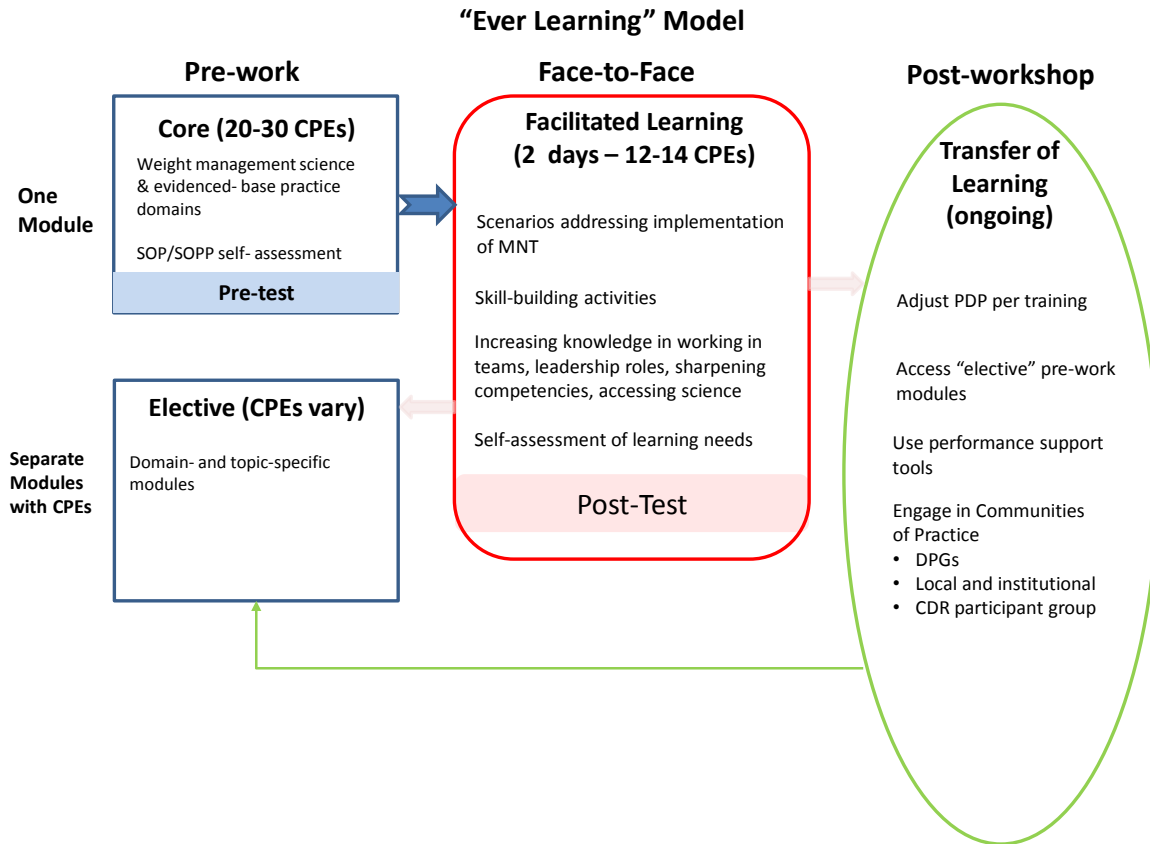 “Ever Learning” Model
Pre-work
Face-to-Face
Post-workshop
One
Module
Core (20-30 CPEs)
Weight management science
& evidenced- base practice
domains
SOP/SOPP self- assessment
Pre-test
Separate
Modules
with CPEs
Elective (CPEs vary)
Domain- and topic-specific
modules
Facilitated Learning
(2 days – 12-14 CPEs)
Scenarios addressing implementation
of MNT
Skill-building activities
Increasing knowledge in working in
teams, leadership roles, sharpening
competencies, accessing science
Self-assessment of learning needs
Post-Test
Transfer of
Learning
(ongoing)
Adjust PDP per training
Access “elective” pre-work
modules
Use performance support
tools
Engage in Communities
of Practice
• DPGs
• Local and institutional
• CDR participant group